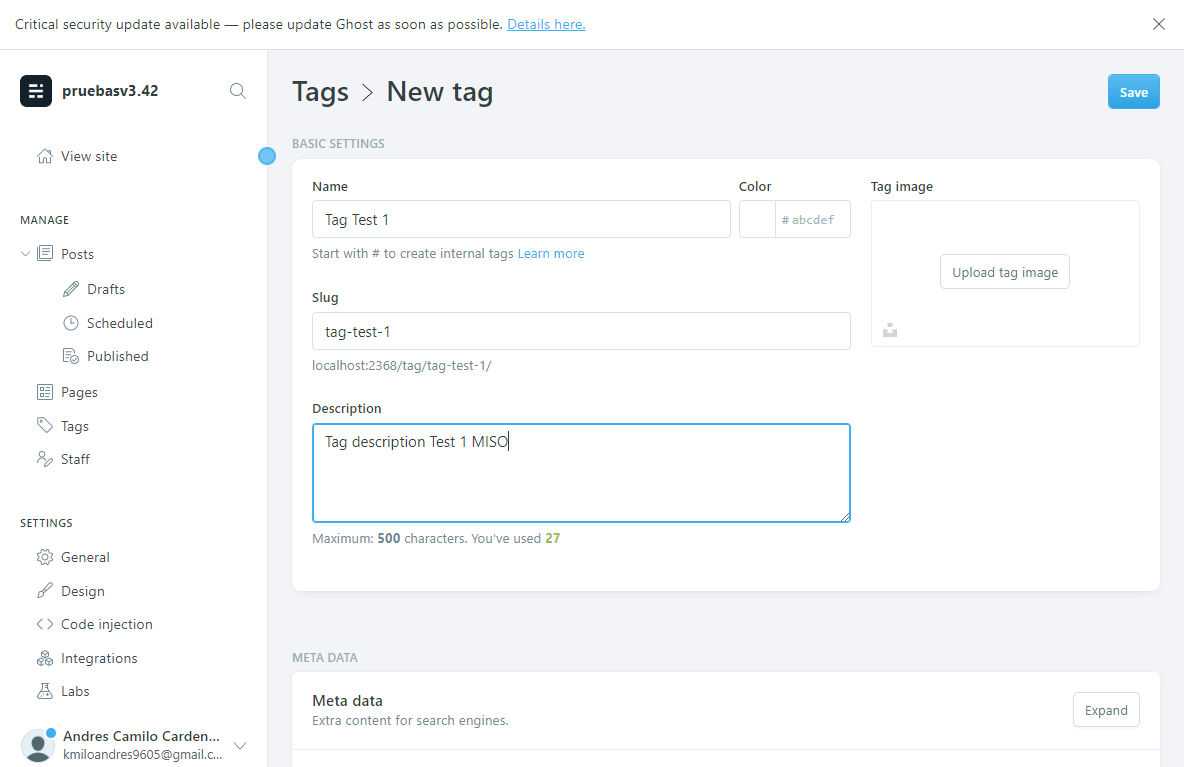 Critical security update available — please update Ghost as soon as possible. Details here.
pruebasv3.42
View site
MANAGE
Posts
Drafts
Scheduled
Published
Pages
Tags
Staff
SETTINGS
General
Design
Code injection
Integrations
Labs
Andres Camilo Carden...
kmiloandres9605@gmail.c...
Tags > New tag
Save
BASIC SETTINGS
Name
Tag Test 1
Start with # to create internal tags Learn more
Color
# abcdef
Slug
tag-test-1
localhost:2368/tag/tag-test-1/
Description
Tag description Test 1 MISO
Maximum: 500 characters. You've used 27
Tag image
Upload tag image
META DATA
Meta data
Extra content for search engines.
Expand